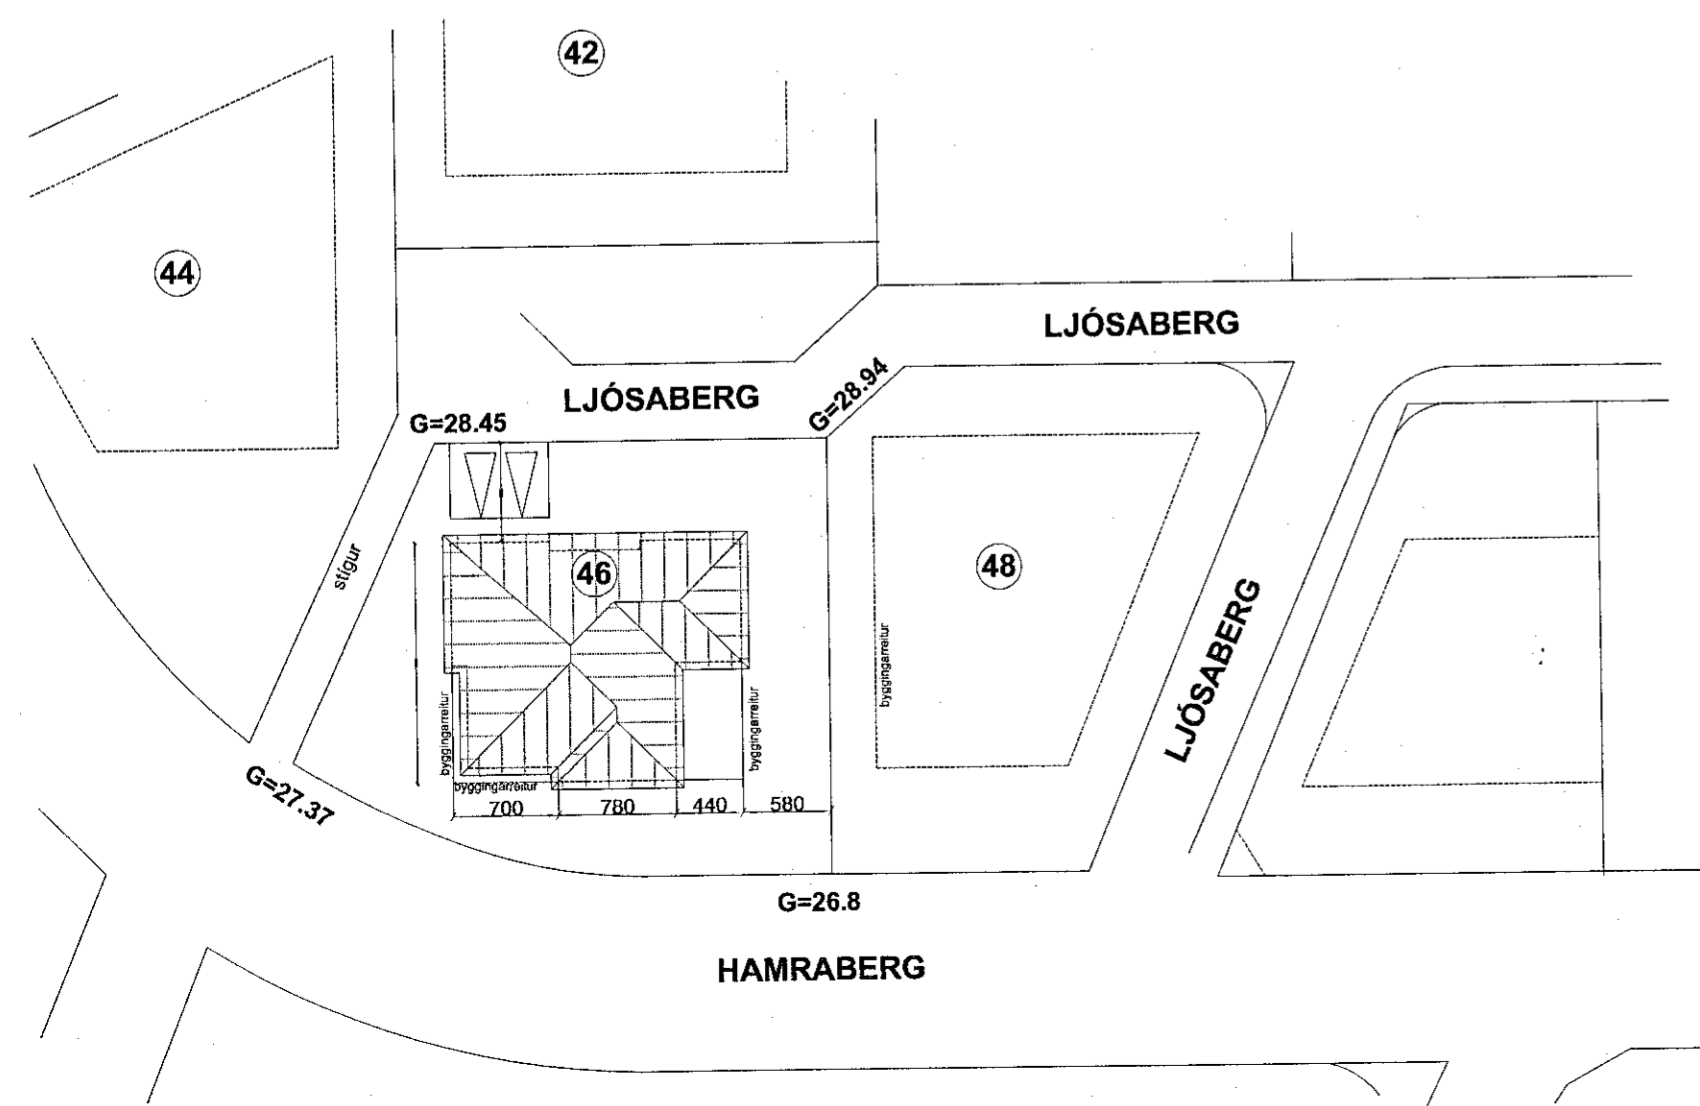 42
44
LJÓSABERG
LJÓSABERG
G=28.94
G=28.45
46
48
stígur
byggingarreitur
byggingarreitur
byggingarreitur
byggingarreitur
LJÓSABERG
G=27.37
700 780 440 580
G=26.8
HAMRABERG